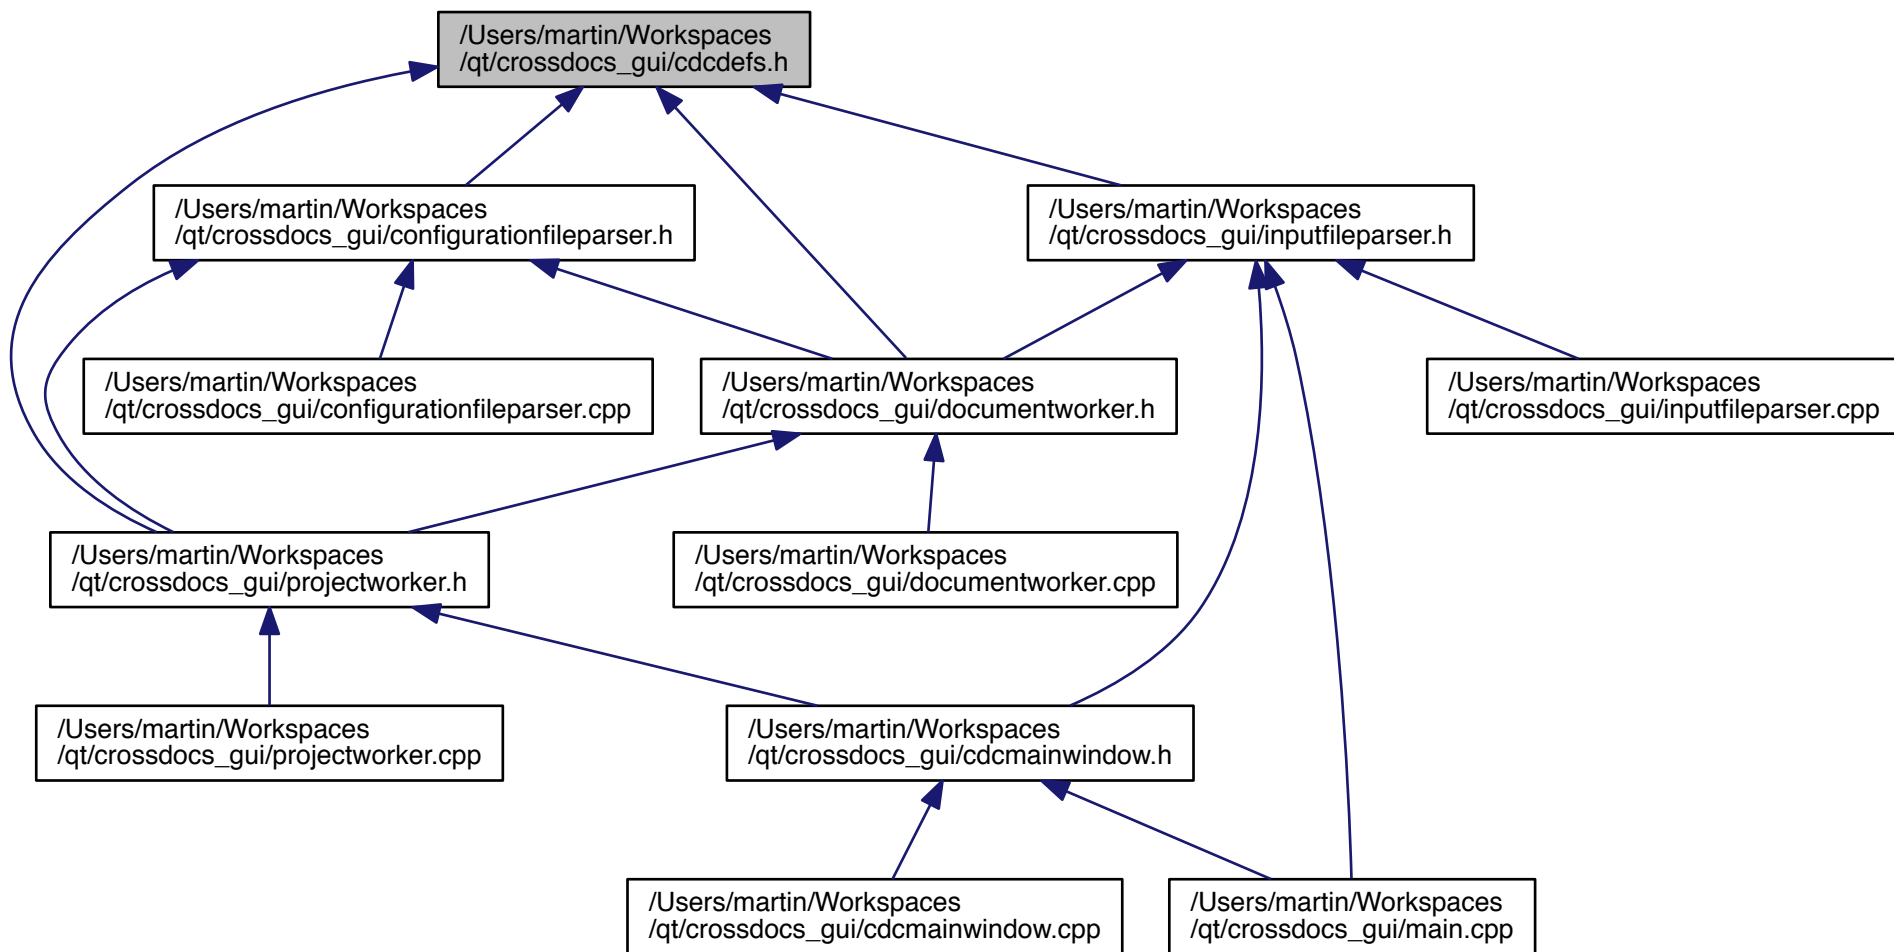 /Users/martin/Workspaces
/qt/crossdocs_gui/cdcdefs.h
/Users/martin/Workspaces
/qt/crossdocs_gui/configurationfileparser.h
/Users/martin/Workspaces
/qt/crossdocs_gui/inputfileparser.h
/Users/martin/Workspaces
/qt/crossdocs_gui/configurationfileparser.cpp
/Users/martin/Workspaces
/qt/crossdocs_gui/documentworker.h
/Users/martin/Workspaces
/qt/crossdocs_gui/inputfileparser.cpp
/Users/martin/Workspaces
/qt/crossdocs_gui/projectworker.h
/Users/martin/Workspaces
/qt/crossdocs_gui/documentworker.cpp
/Users/martin/Workspaces
/qt/crossdocs_gui/projectworker.cpp
/Users/martin/Workspaces
/qt/crossdocs_gui/cdcmainwindow.h
/Users/martin/Workspaces
/qt/crossdocs_gui/cdcmainwindow.cpp
/Users/martin/Workspaces
/qt/crossdocs_gui/main.cpp